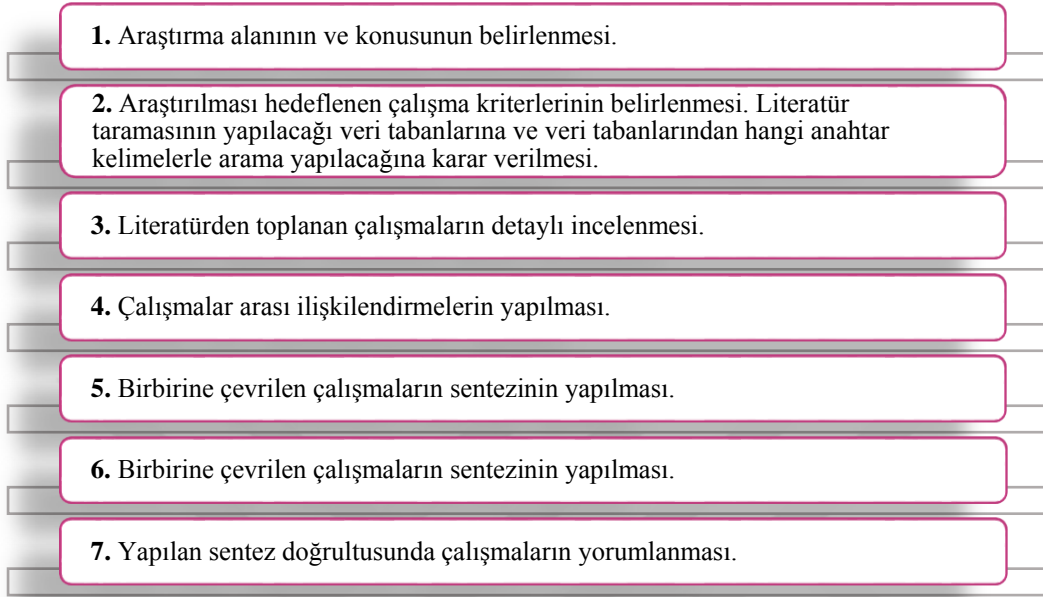 1. Araştırma alanının ve konusunun belirlenmesi.
2. Araştırılması hedeflenen çalışma kriterlerinin belirlenmesi. Literatür
taramasının yapılacağı veri tabanlarına ve veri tabanlarından hangi anahtar
kelimelerle arama yapılacağına karar verilmesi.
3. Literatürden toplanan çalışmaların detaylı incelenmesi.
4. Çalışmalar arası ilişkilendirmelerin yapılması.
5. Birbirine çevrilen çalışmaların sentezinin yapılması.
6. Birbirine çevrilen çalışmaların sentezinin yapılması.
7. Yapılan sentez doğrultusunda çalışmaların yorumlanması.